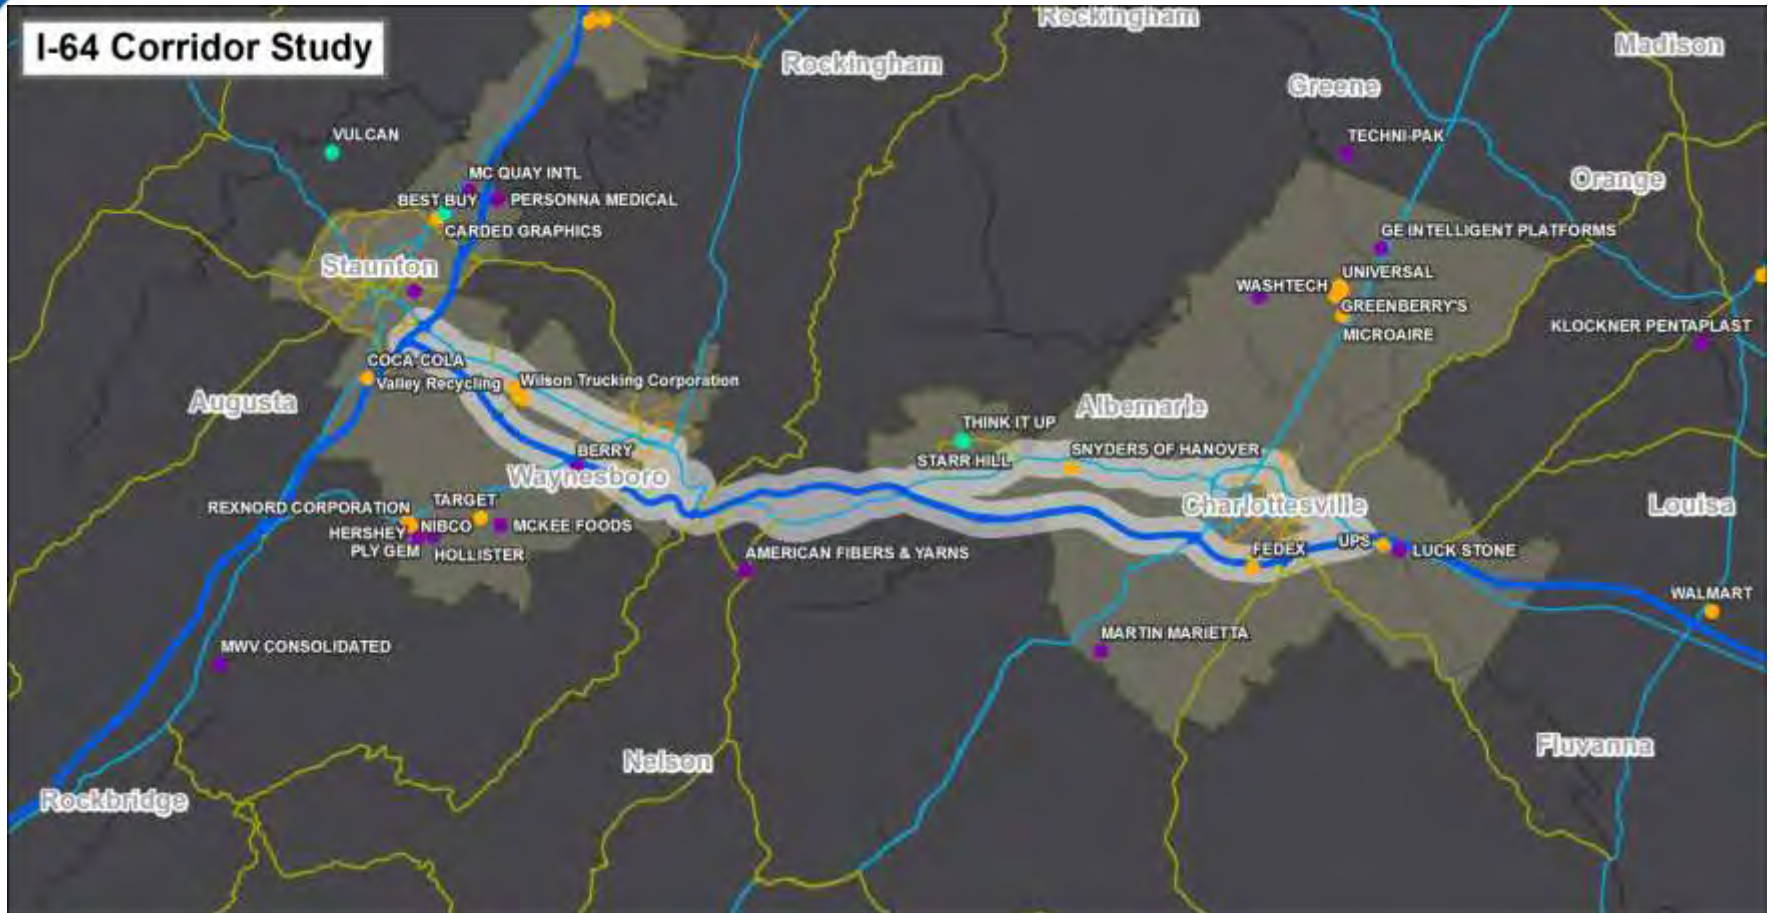 I-64 Corridor Study
Rockingham
Rockingham
Madison
Greene
VULCAN
TECHNI-PAK
MC QUAY INTL
Orange
BEST BUY
PERSONNA MEDICAL
CARDED GRAPHICS
GE INTELLIGENT PLATFORMS
Staunton
UNIVERSAL
WASHTECH
GREENBERRY'S
KLOCKNER PENTAPLAST
MICROAIRE
COCA-COLA
Valley Recycling
Wilson Trucking Corporation
Augusta
Albemarle
THINK IT UP
SNYDERS OF HANOVER
BERRY
STARR HILL
Waynesboro
TARGET
REXNORD CORPORATION
Charlottesville
Louisa
NIBCO
MCKEE FOODS
HERSHEY
PLY GEM
HOLLISTER
AMERICAN FIBERS & YARNS
FEDEX
UPS
LUCK STONE
WALMART
MARTIN MARIETTA
MWV CONSOLIDATED
Fluvanna
Nelson
Rockbridge